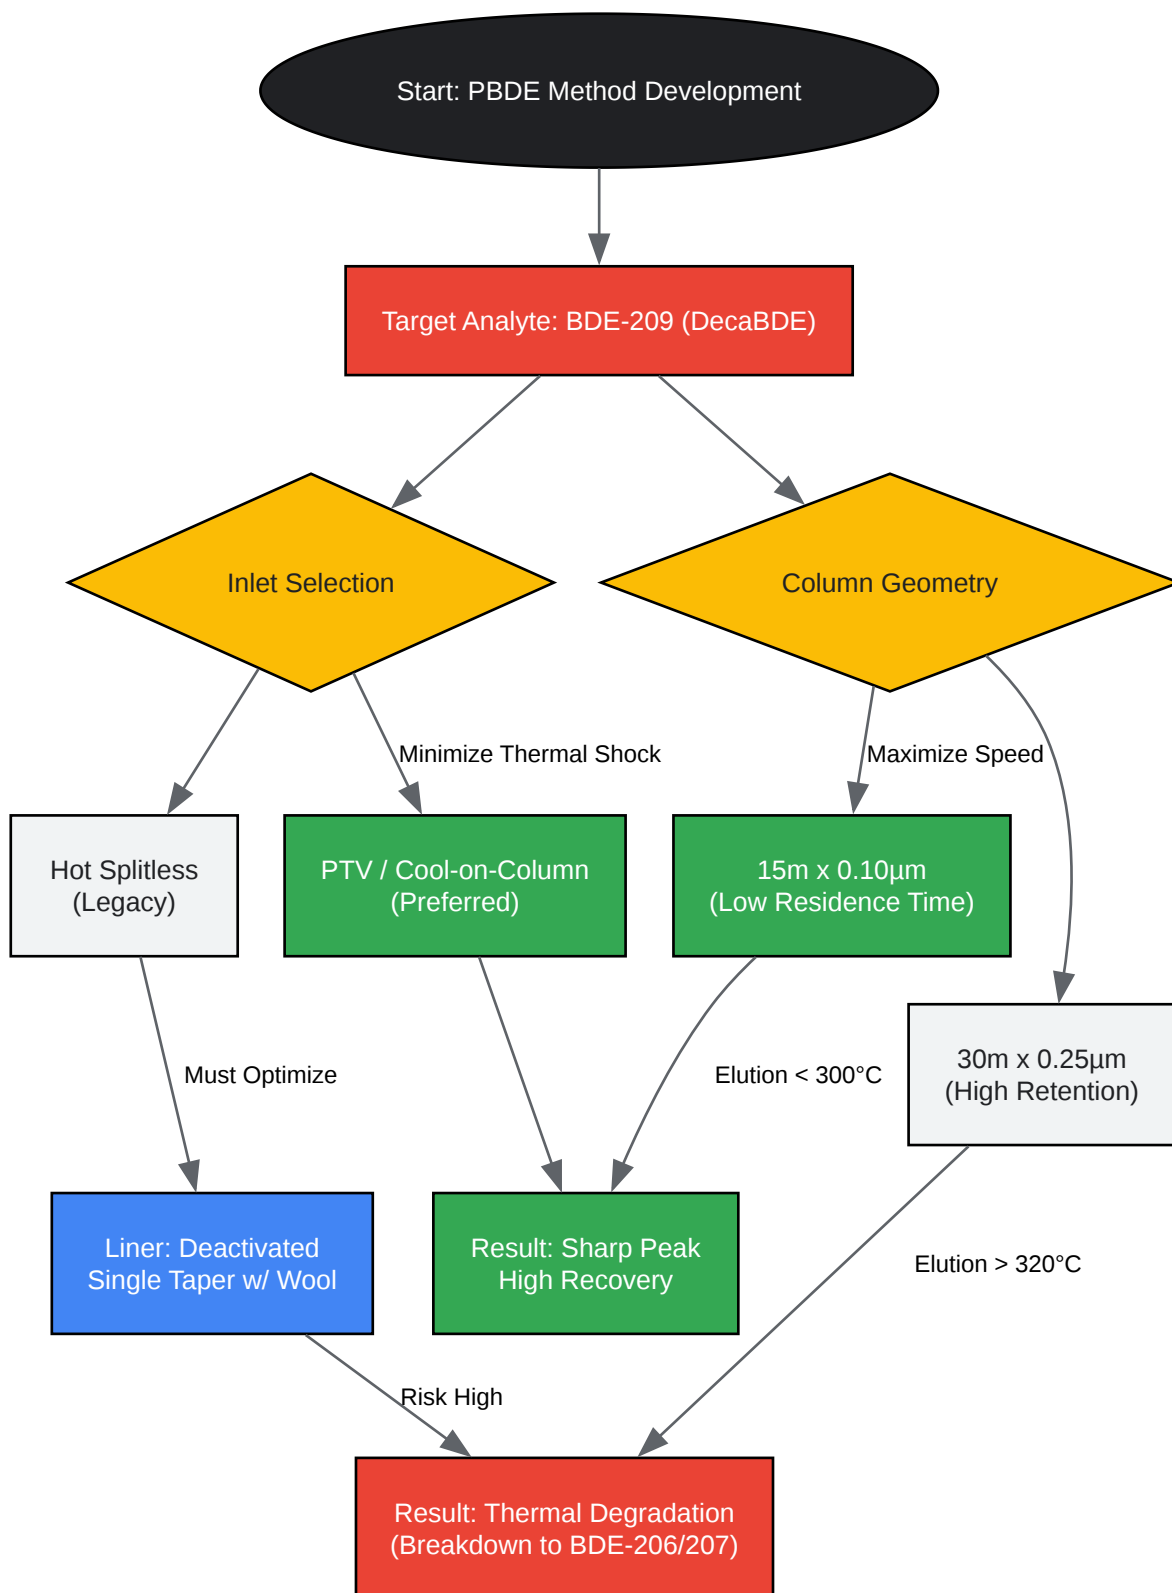 Start: PBDE Method Development
Target Analyte: BDE-209 (DecaBDE)
Inlet Selection
Column Geometry
Minimize Thermal Shock
Maximize Speed
Hot Splitless
(Legacy)
PTV / Cool-on-Column
(Preferred)
15m x 0.10µm
(Low Residence Time)
30m x 0.25µm
(High Retention)
Must Optimize
Elution < 300°C
Liner: Deactivated
Single Taper w/ Wool
Result: Sharp Peak
High Recovery
Elution > 320°C
Risk High
Result: Thermal Degradation
(Breakdown to BDE-206/207)